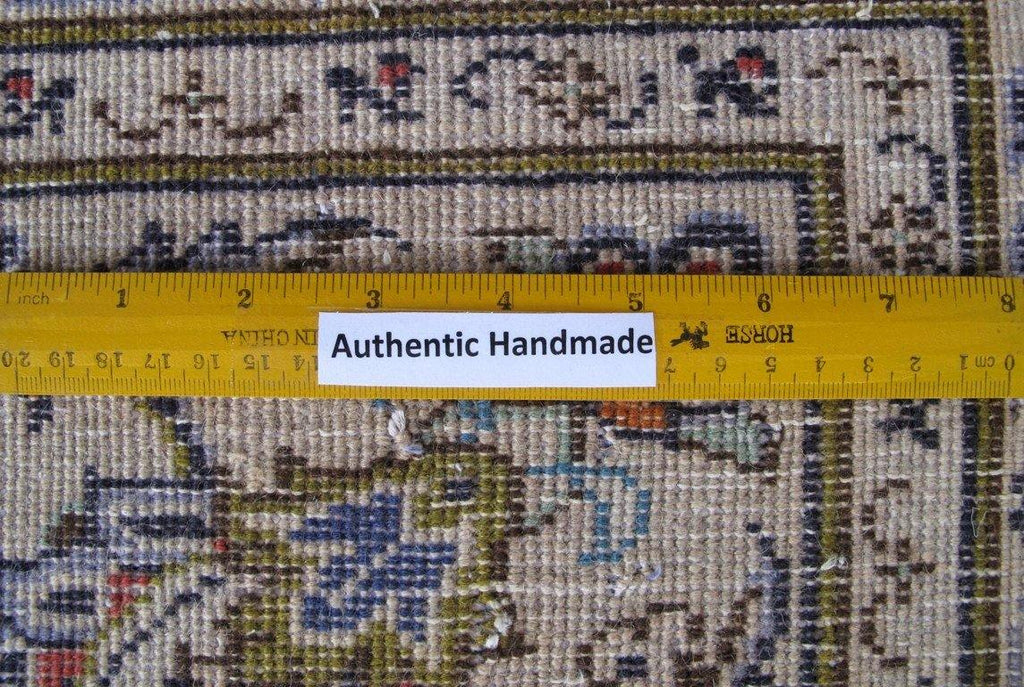 inch 1 2 3 4 5 6 7 8
Authentic Handmade
HORSE
IN CHINA
20 19 18 17 16 15 14 7 6 5 4 3 2 1 cm 0